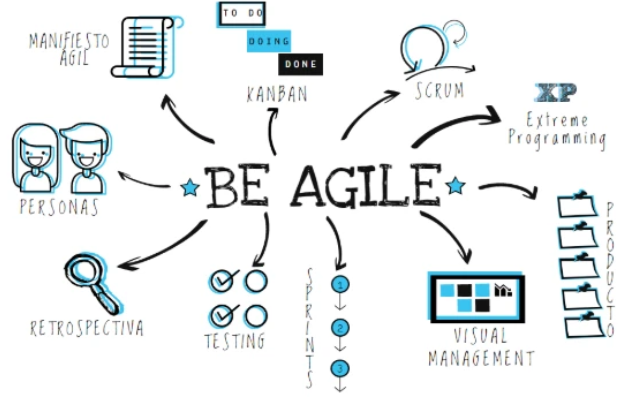 MANIFIESTO
AGIL
TO DO
DOING
DONE
KANBAN
SCRUM
XP
Extreme
Programming
PERSONAS
BE AGILE
PRODUCTO
RETROSPECTIVA
TESTING
SPRINTS
1
2
3
VISUAL
MANAGEMENT